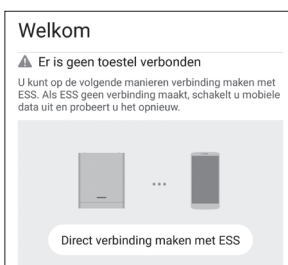 Welkom
Er is geen toestel verbonden
U kunt op de volgende manieren verbinding maken met
ESS. Als ESS geen verbinding maakt, schakelt u mobiele
data uit en probeert u het opnieuw.
Direct verbinding maken met ESS